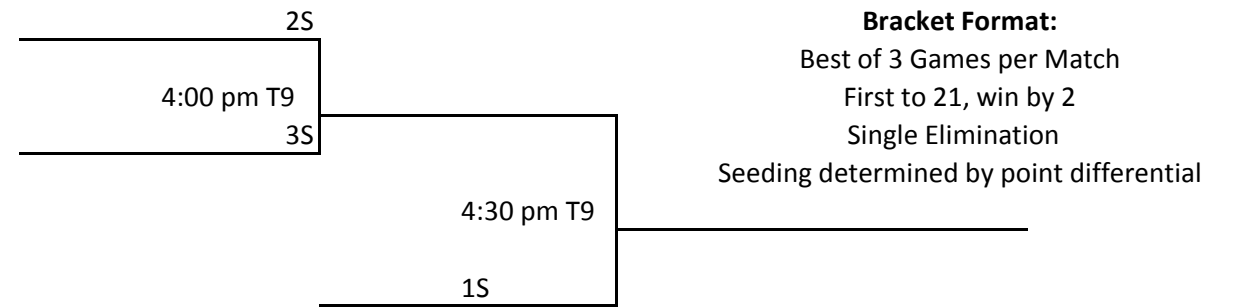 2S
4:00 pm T9
3S
4:30 pm T9
1S
Bracket Format:
Best of 3 Games per Match
First to 21, win by 2
Single Elimination
Seeding determined by point differential